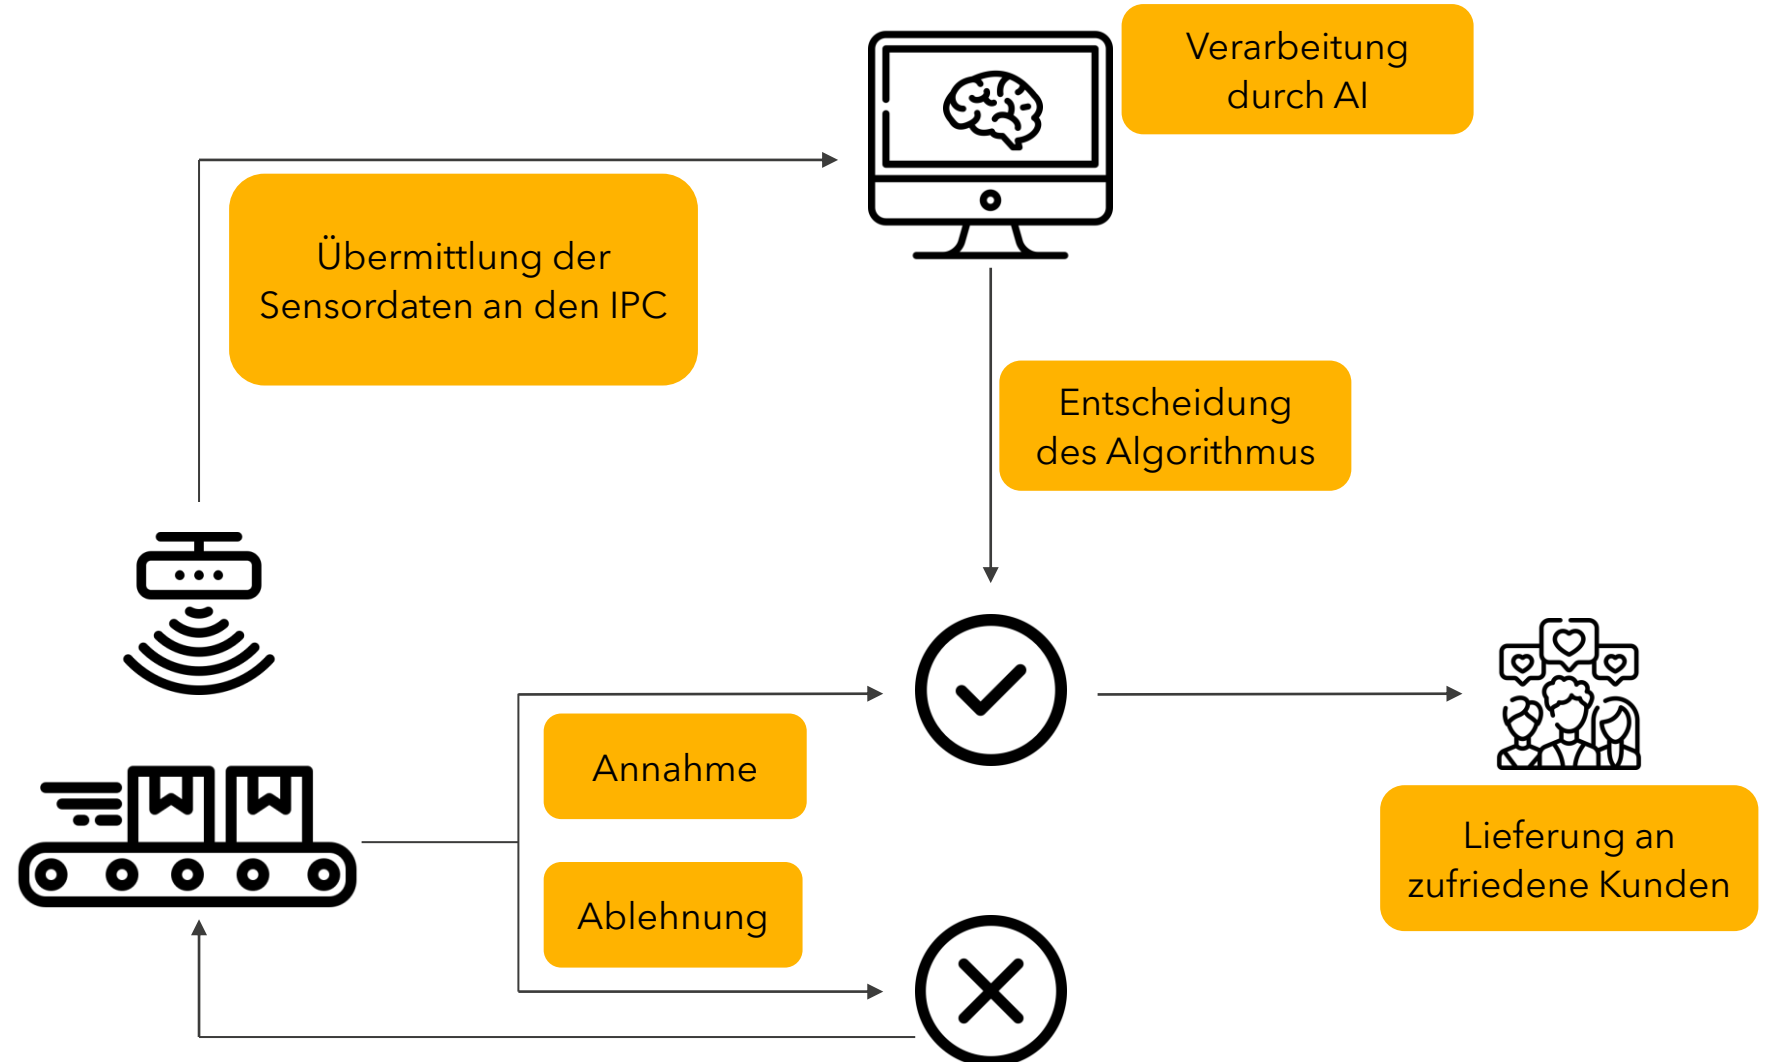 Verarbeitung
durch AI
Übermittlung der
Sensordaten an den IPC
Entscheidung
des Algorithmus
Annahme
Ablehnung
Lieferung an
zufriedene Kunden